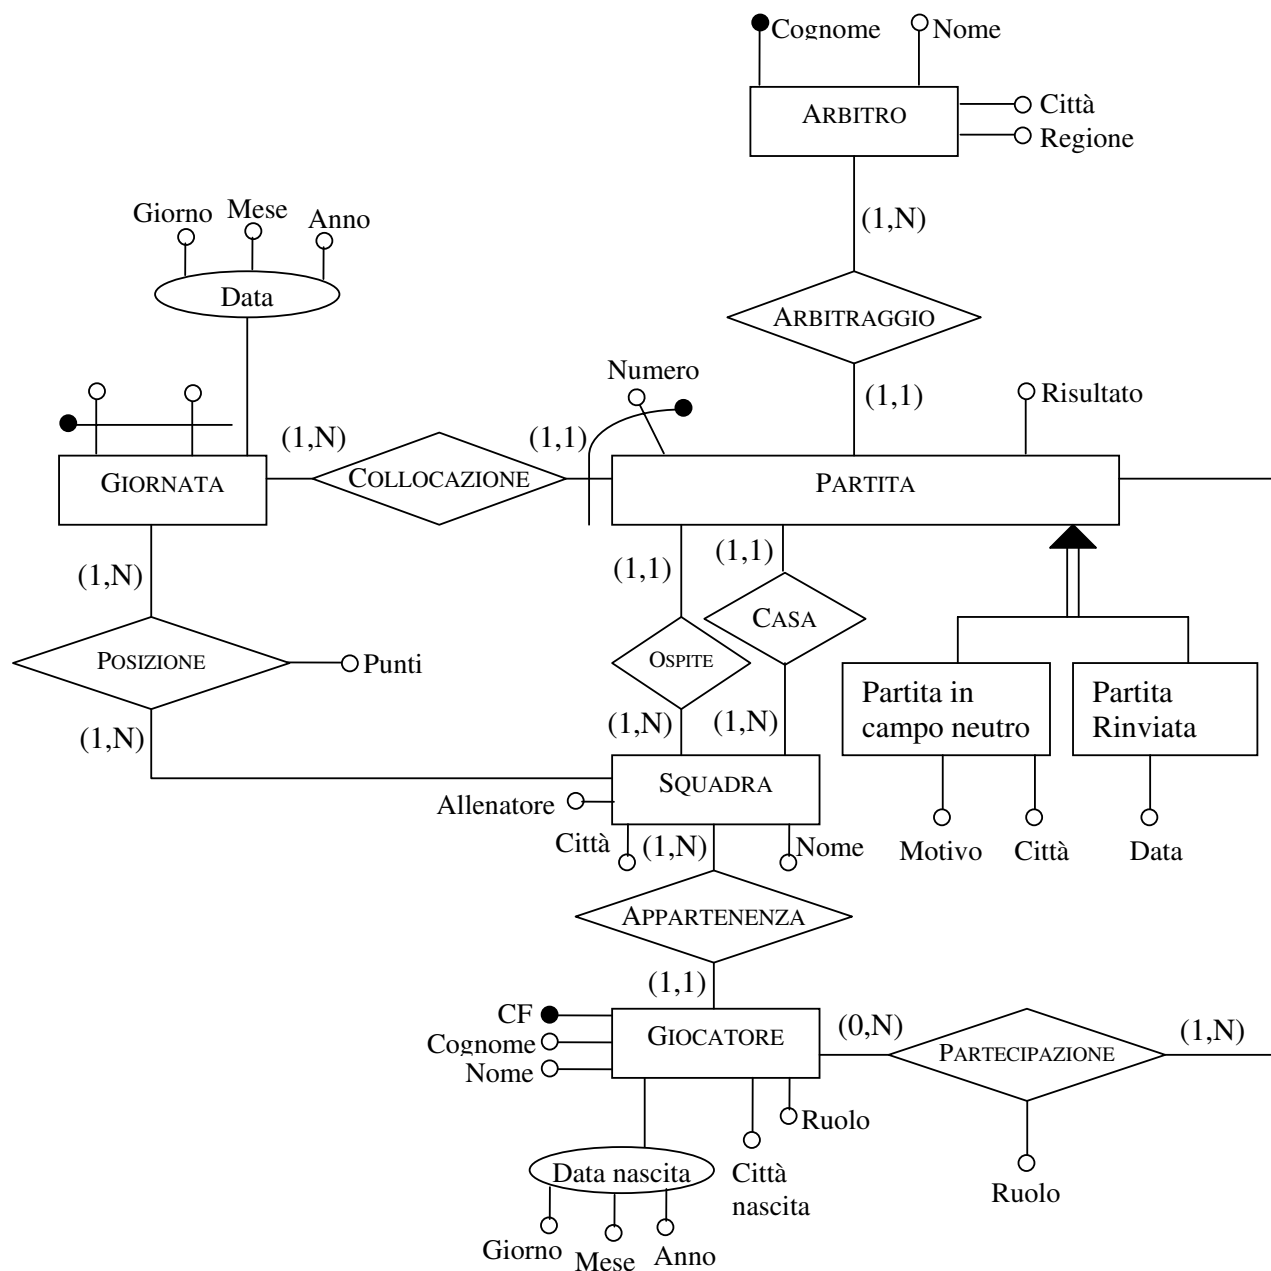 Cognome
Nome
ARBITRO
Città
Regione
(1,N)
Giorno
Mese
Anno
Data
ARBITRAGGIO
Numero
(1,1)
Risultato
(1,N)
(1,1)
GIORNATA
COLLOCAZIONE
PARTITA
(1,N)
(1,1)
(1,1)
CASA
POSIZIONE
Punti
OSPITE
Partita in
campo neutro
Partita
Rinviata
(1,N)
(1,N)
(1,N)
SQUADRA
Allenatore
Città
(1,N)
Nome
Motivo
Città
Data
APPARTENENZA
(1,1)
CF
Cognome
Nome
GIOCATORE
(0,N)
PARTECIPAZIONE
(1,N)
Ruolo
Data nascita
Città
nascita
Ruolo
Giorno
Mese
Anno